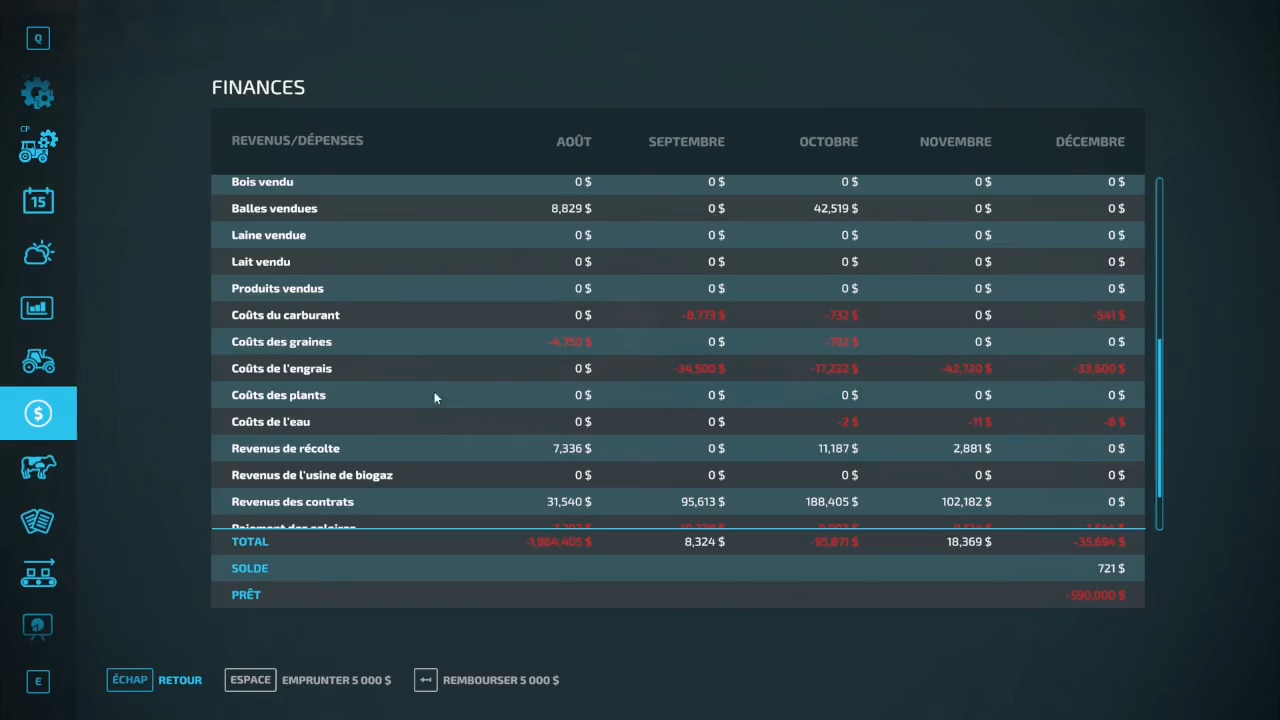 Q
FINANCES
REVENUS/DÉPENSES AOÛT SEPTEMBRE OCTOBRE NOVEMBRE DÉCEMBRE
CP
15
Bois vendu 0 $ 0 $ 0 $ 0 $ 0 $
Balles vendues 8,829 $ 0 $ 42,519 $ 0 $ 0 $
Laine vendue 0 $ 0 $ 0 $ 0 $ 0 $
Lait vendu 0 $ 0 $ 0 $ 0 $ 0 $
Produits vendus 0 $ 0 $ 0 $ 0 $ 0 $
Coûts du carburant 0 $ -8,773 $ -732 $ 0 $ -541 $
Coûts des graines -4,750 $ 0 $ -792 $ 0 $ 0 $
Coûts de l'engrais 0 $ -34,500 $ -17,222 $ -42,720 $ -33,600 $
Coûts des plants 0 $ 0 $ 0 $ 0 $ 0 $
Coûts de l'eau 0 $ 0 $ -2 $ -11 $ -8 $
Revenus de récolte 7,336 $ 0 $ 11,187 $ 2,881 $ 0 $
Revenus de l'usine de biogaz 0 $ 0 $ 0 $ 0 $ 0 $
Revenus des contrats 31,540 $ 95,613 $ 188,405 $ 102,182 $ 0 $
Paiement des salaires
TOTAL -1,984,405 $ 8,324 $ -95,871 $ 18,369 $ -35,694 $
SOLDE 721 $
PRÊT -590,000 $
E
ÉCHAP RETOUR ESPACE EMPRUNTER 5 000 $ REMBOURSER 5 000 $